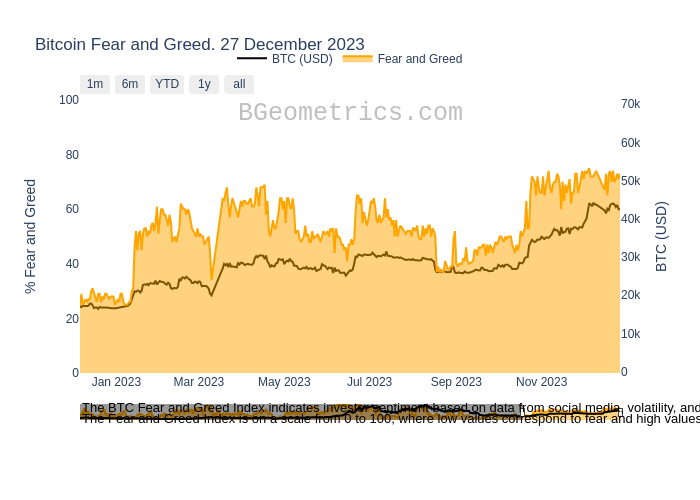 Bitcoin Fear and Greed. 27 December 2023
BTC (USD) Fear and Greed
1m 6m YTD 1y all
BGeometrics.com
100
80
60
40
20
0
% Fear and Greed
70k
60k
50k
40k
30k
20k
10k
0
BTC (USD)
Jan 2023 Mar 2023 May 2023 Jul 2023 Sep 2023 Nov 2023
The BTC Fear and Greed Index indicates investor sentiment based on data from social media, volatility, and
The Fear and Greed Index is on a scale from 0 to 100, where low values correspond to fear and high values